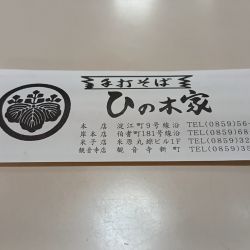 手打そば
ひの木家
本店 淀江町9号線沿 TEL(0859)56-
岸本店 伯耆町181号線沿 TEL(0859)68
米子店 米原丸綜ビル1F TEL(0859)32
観音寺店 観音寺新町 TEL(0859)3